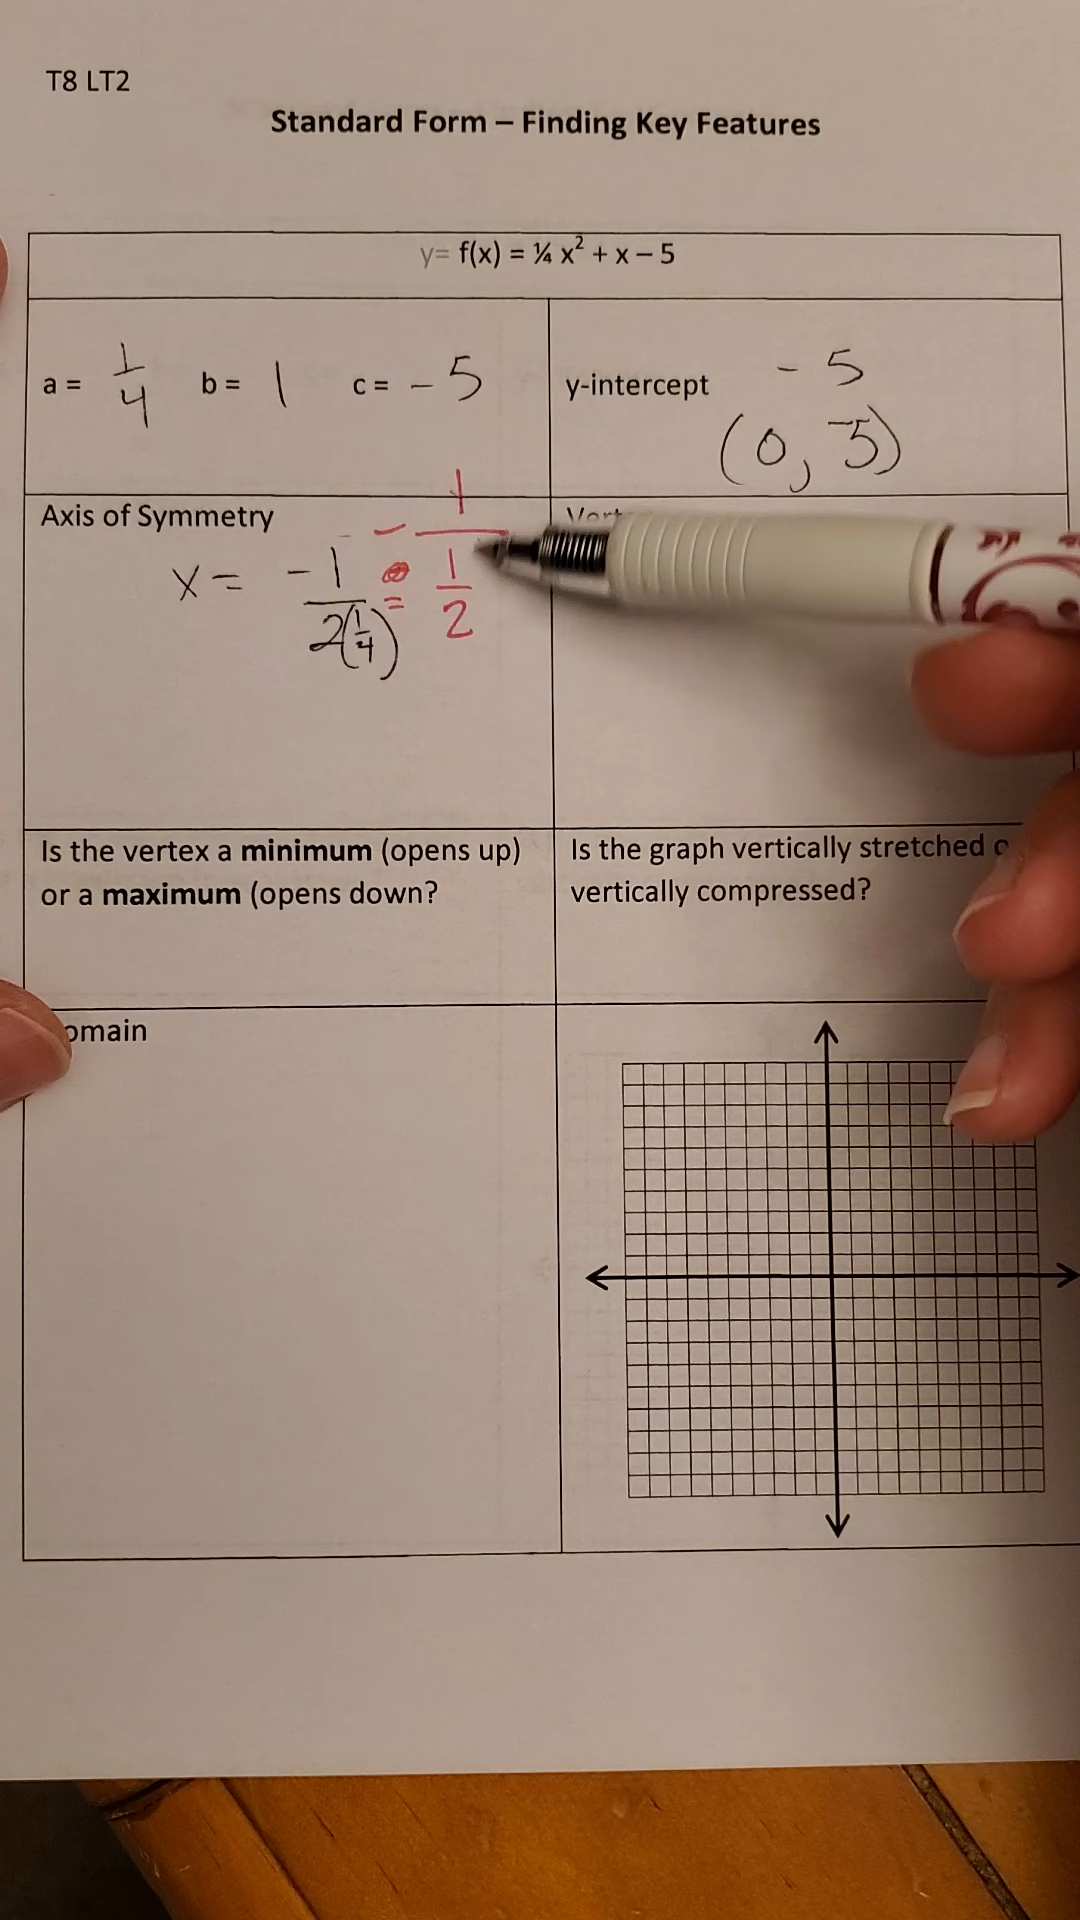 T8 LT2
Standard Form – Finding Key Features
y= f(x) = ¼ x² + x – 5
a = 1/4 b = 1 c = - 5
y-intercept - 5
(0, -5)
Axis of Symmetry
x = -1/2(1/4) = - 1/(1/2)
Is the vertex a minimum (opens up)
or a maximum (opens down?
Is the graph vertically stretched
vertically compressed?
omain